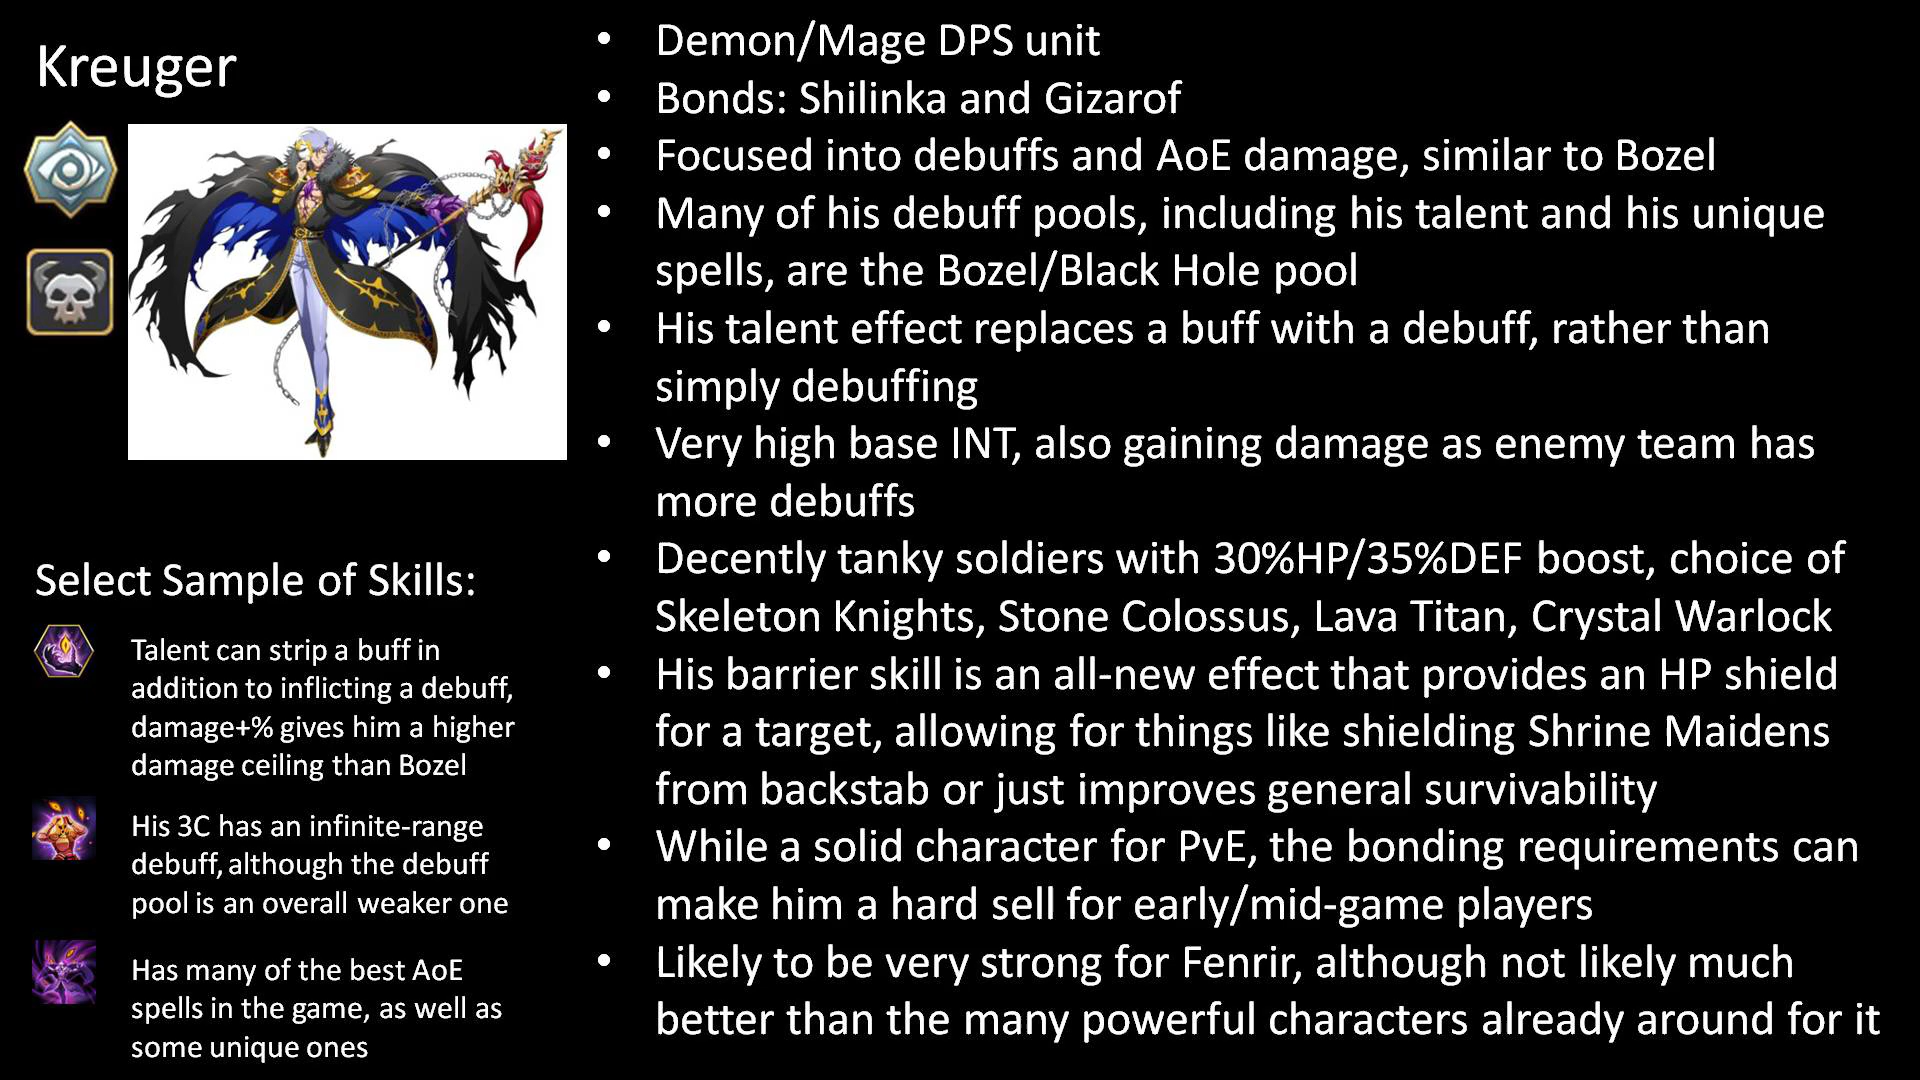 Kreuger
Select Sample of Skills:
Talent can strip a buff in
addition to inflicting a debuff,
damage+% gives him a higher
damage ceiling than Bozel
His 3C has an infinite-range
debuff, although the debuff
pool is an overall weaker one
Has many of the best AoE
spells in the game, as well as
some unique ones
• Demon/Mage DPS unit
• Bonds: Shilinka and Gizarof
• Focused into debuffs and AoE damage, similar to Bozel
• Many of his debuff pools, including his talent and his unique
spells, are the Bozel/Black Hole pool
• His talent effect replaces a buff with a debuff, rather than
simply debuffing
• Very high base INT, also gaining damage as enemy team has
more debuffs
• Decently tanky soldiers with 30%HP/35%DEF boost, choice of
Skeleton Knights, Stone Colossus, Lava Titan, Crystal Warlock
• His barrier skill is an all-new effect that provides an HP shield
for a target, allowing for things like shielding Shrine Maidens
from backstab or just improves general survivability
• While a solid character for PvE, the bonding requirements can
make him a hard sell for early/mid-game players
• Likely to be very strong for Fenrir, although not likely much
better than the many powerful characters already around for it